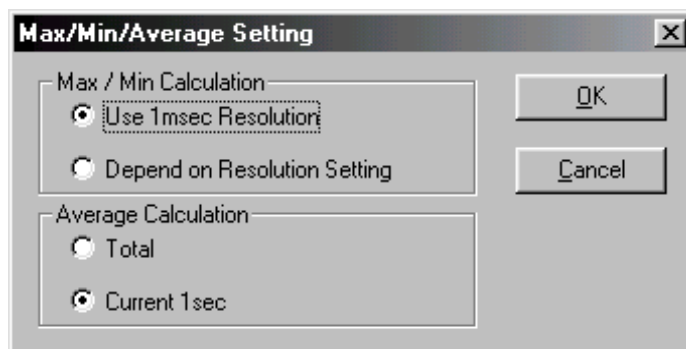 Max/Min/Average Setting
Max / Min Calculation
Use 1msec Resolution
Depend on Resolution Setting
OK
Cancel
Average Calculation
Total
Current 1sec